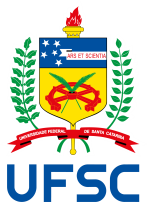 ARS ET SCIENTIA
UNIVERSIDADE FEDERAL DE SANTA CATARINA
UFSC